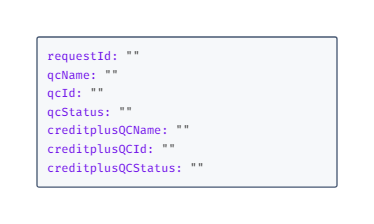 requestId: ""
qcName: ""
qcId: ""
qcStatus: ""
creditplusQCName: ""
creditplusQCId: ""
creditplusQCStatus: ""